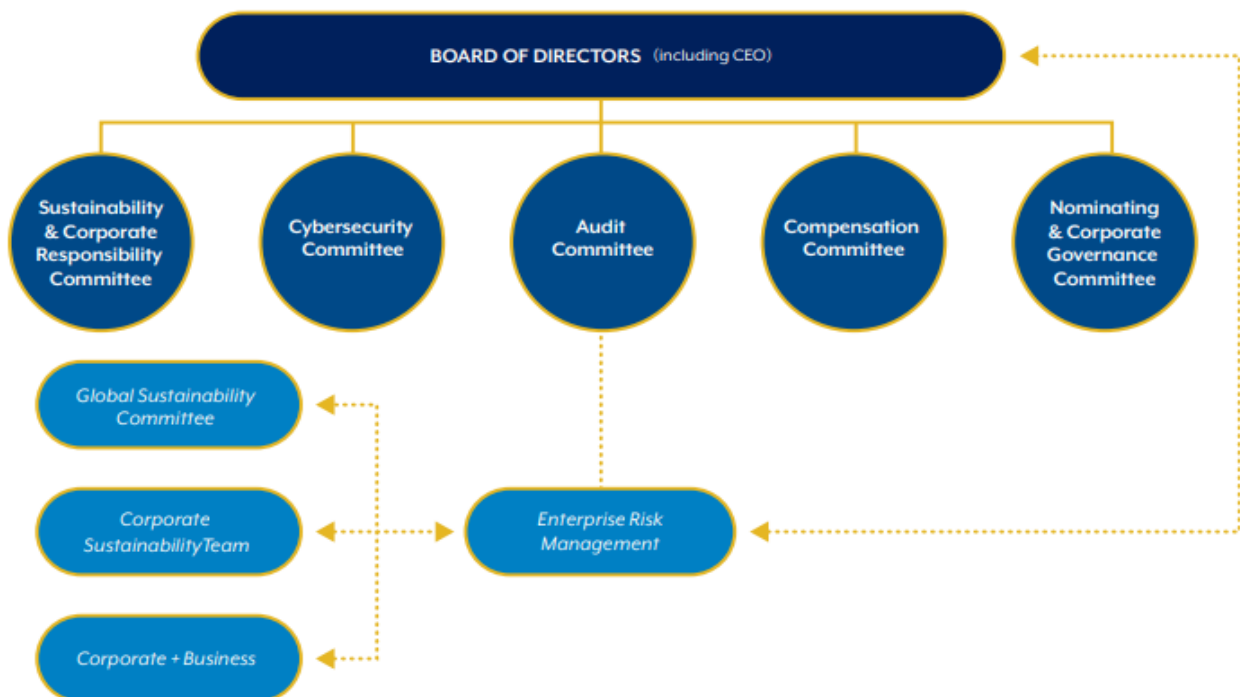 BOARD OF DIRECTORS (including CEO)
Sustainability
& Corporate
Responsibility
Committee
Cybersecurity
Committee
Audit
Committee
Compensation
Committee
Nominating
& Corporate
Governance
Committee
Global Sustainability
Committee
Corporate
SustainabilityTeam
Enterprise Risk
Management
Corporate + Business